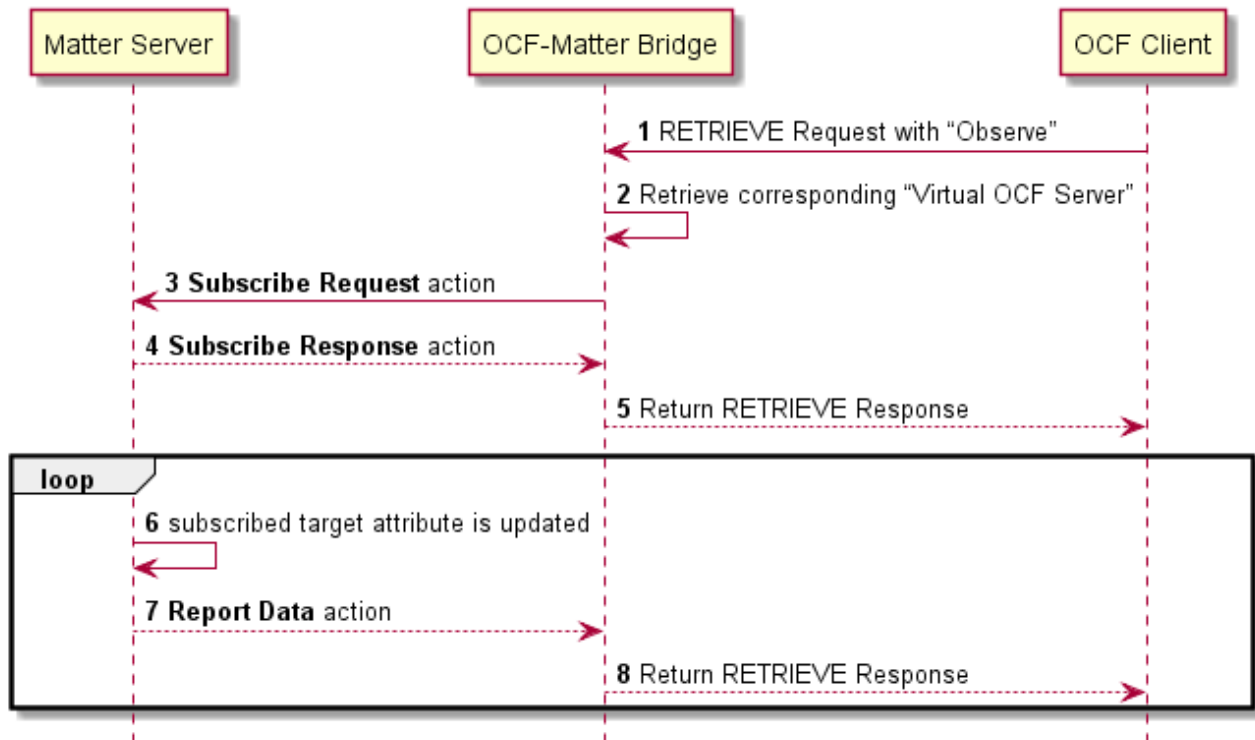 Matter Server
OCF-Matter Bridge
OCF Client
1 RETRIEVE Request with “Observe”
2 Retrieve corresponding “Virtual OCF Server”
3 Subscribe Request action
4 Subscribe Response action
5 Return RETRIEVE Response
loop
6 subscribed target attribute is updated
7 Report Data action
8 Return RETRIEVE Response